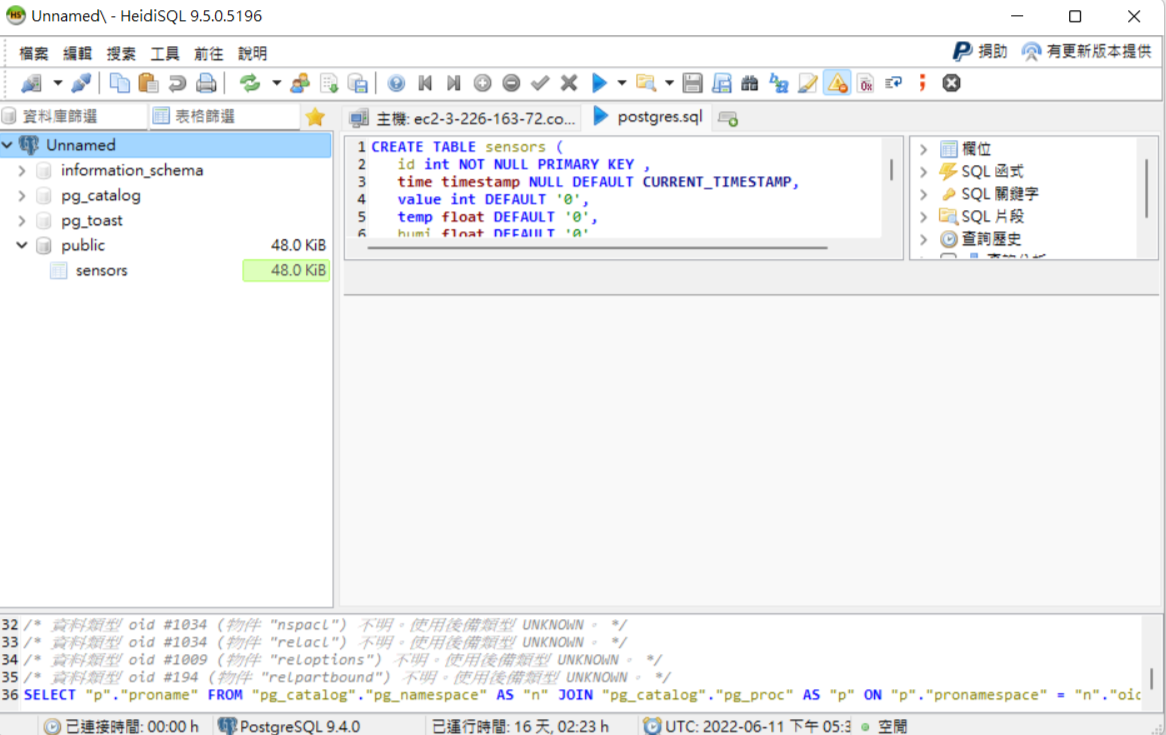 Unnamed\ - HeidiSQL 9.5.0.5196
檔案 編輯 搜索 工具 前往 說明
捐助 有更新版本提供
資料庫篩選 表格篩選
主機: ec2-3-226-163-72.co...
postgres.sql
Unnamed
information_schema
pg_catalog
pg_toast
public 48.0 KiB
sensors 48.0 KiB
1 CREATE TABLE sensors (
2 id int NOT NULL PRIMARY KEY ,
3 time timestamp NULL DEFAULT CURRENT_TIMESTAMP,
4 value int DEFAULT '0',
5 temp float DEFAULT '0',
6 humi float DEFAULT '0'
欄位
SQL 函式
SQL 關鍵字
SQL 片段
查詢歷史
查詢分析
32 /* 資料類型 oid #1034 (物件 "nspacl") 不明。使用後備類型 UNKNOWN。 */
33 /* 資料類型 oid #1034 (物件 "relacl") 不明。使用後備類型 UNKNOWN。 */
34 /* 資料類型 oid #1009 (物件 "reloptions") 不明。使用後備類型 UNKNOWN。 */
35 /* 資料類型 oid #194 (物件 "relpartbound") 不明。使用後備類型 UNKNOWN。 */
36 SELECT "p"."proname" FROM "pg_catalog"."pg_namespace" AS "n" JOIN "pg_catalog"."pg_proc" AS "p" ON "p"."pronamespace" = "n"."oid
已連接時間: 00:00 h PostgreSQL 9.4.0 已運行時間: 16 天, 02:23 h UTC: 2022-06-11 下午 05:3 空閒